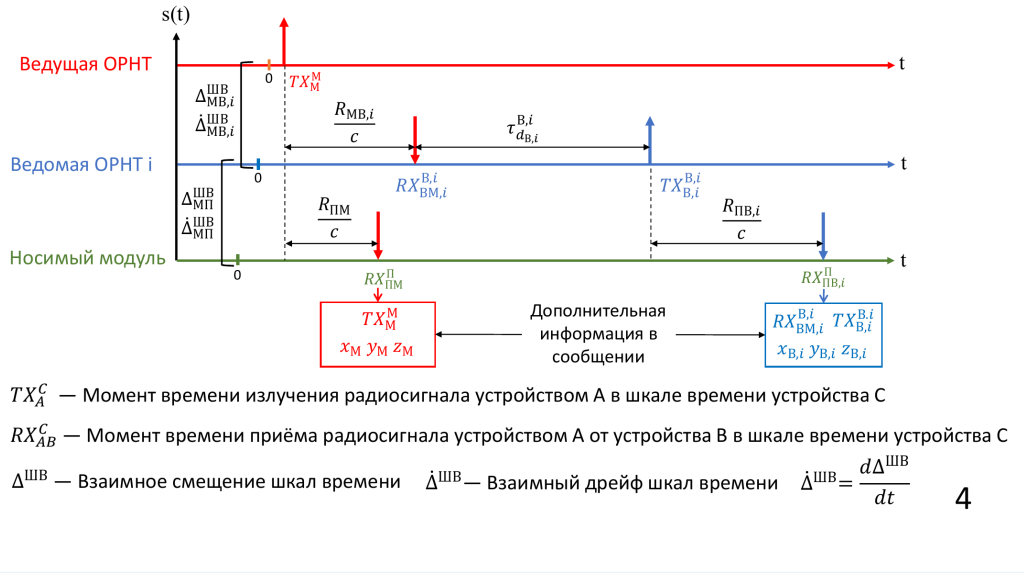 s(t)
Ведущая ОРНТ
t
0
TX_М^М
Δ_МВ,i^ШВ
Δ̇_МВ,i^ШВ
R_МВ,i / c
τ_{d_В,i}^{В,i}
Ведомая ОРНТ i
t
0
RX_ВМ,i^В,i
TX_В,i^В,i
Δ_МП^ШВ
Δ̇_МП^ШВ
R_ПМ / c
R_ПВ,i / c
Носимый модуль
t
0
RX_ПМ^П
RX_ПВ,i^П
TX_М^М
x_М y_М z_М
Дополнительная
информация в
сообщении
RX_ВМ,i^В,i TX_В,i^В.i
x_В,i y_В,i z_В,i
TX_A^C — Момент времени излучения радиосигнала устройством A в шкале времени устройства C
RX_AB^C — Момент времени приёма радиосигнала устройством A от устройства B в шкале времени устройства C
Δ^ШВ — Взаимное смещение шкал времени Δ̇^ШВ — Взаимный дрейф шкал времени Δ̇^ШВ = dΔ^ШВ / dt
4